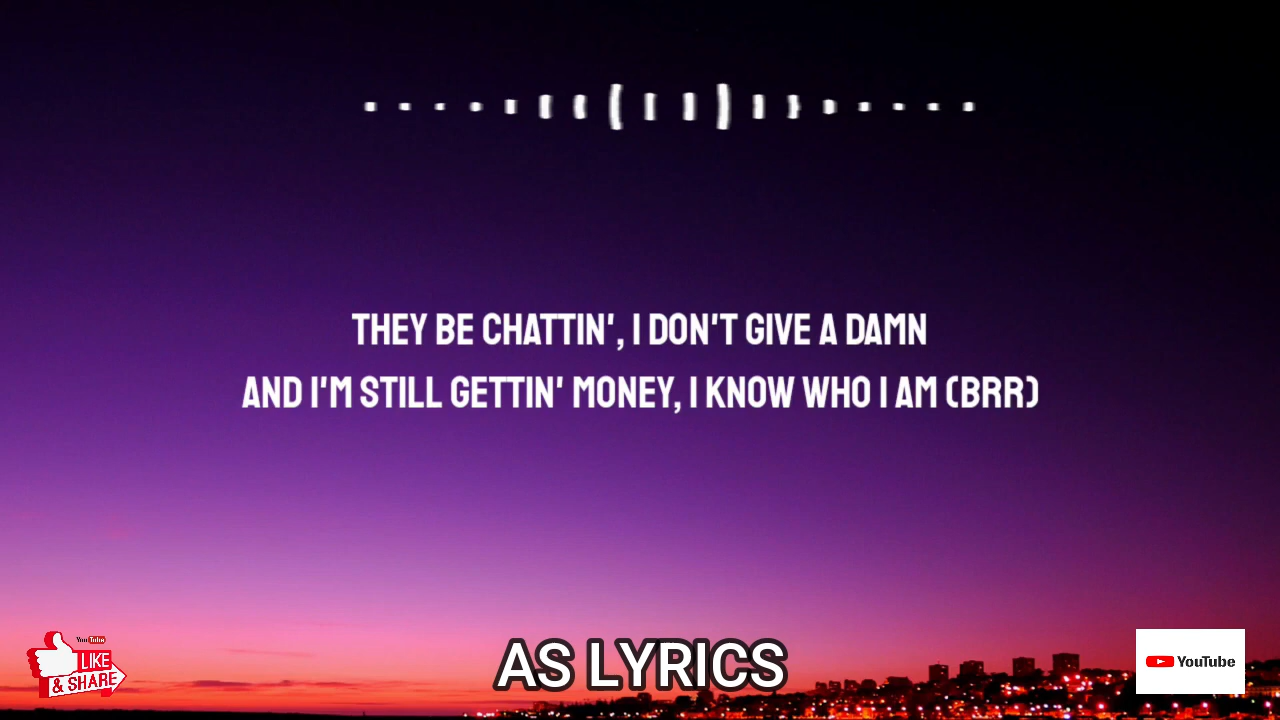 THEY BE CHATTIN', I DON'T GIVE A DAMN
AND I'M STILL GETTIN' MONEY, I KNOW WHO I AM (BRR)
YouTube
LIKE
& SHARE
AS LYRICS
YouTube